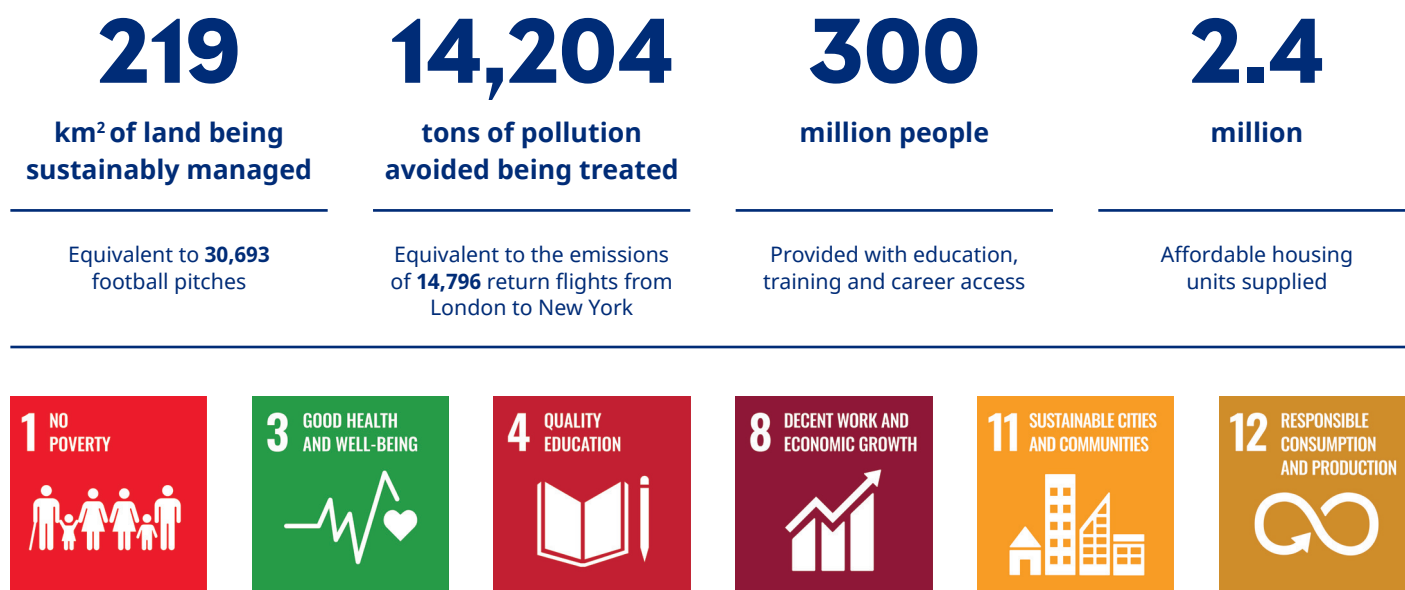 219
km² of land being
sustainably managed
Equivalent to 30,693
football pitches
14,204
tons of pollution
avoided being treated
Equivalent to the emissions
of 14,796 return flights from
London to New York
300
million people
Provided with education,
training and career access
2.4
million
Affordable housing
units supplied
1 NO
POVERTY
3 GOOD HEALTH
AND WELL-BEING
4 QUALITY
EDUCATION
8 DECENT WORK AND
ECONOMIC GROWTH
11 SUSTAINABLE CITIES
AND COMMUNITIES
12 RESPONSIBLE
CONSUMPTION
AND PRODUCTION